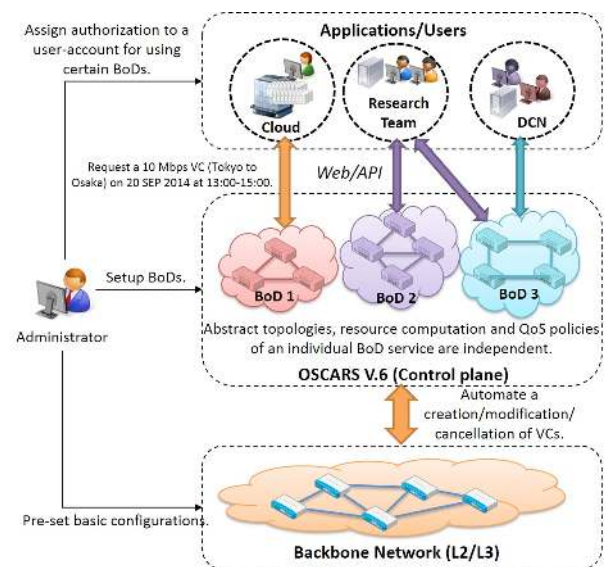 Assign authorization to a
user-account for using
certain BoDs.
Applications/Users
Cloud
Research
Team
DCN
Request a 10 Mbps VC (Tokyo to
Osaka) on 20 SEP 2014 at 13:00-15:00.
Web/API
Setup BoDs.
Administrator
BoD 1
BoD 2
BoD 3
Abstract topologies, resource computation and QoS policies
of an individual BoD service are independent.
OSCARS V.6 (Control plane)
Automate a
creation/modification/
cancellation of VCs.
Pre-set basic configurations.
Backbone Network (L2/L3)